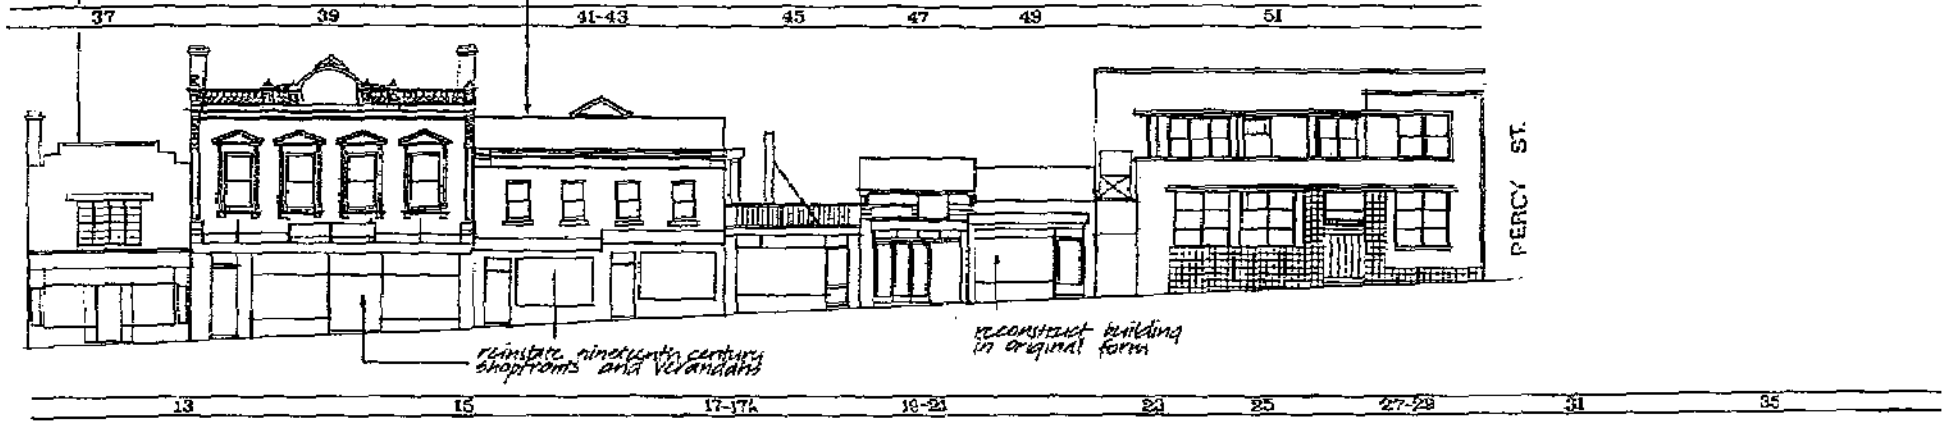 37 39 41-43 45 47 49 51
PERCY ST.
reinstate nineteenth century
shopfronts and verandahs
reconstruct building
in original form
13 15 17-17A 19-21 23 25 27-29 31 35